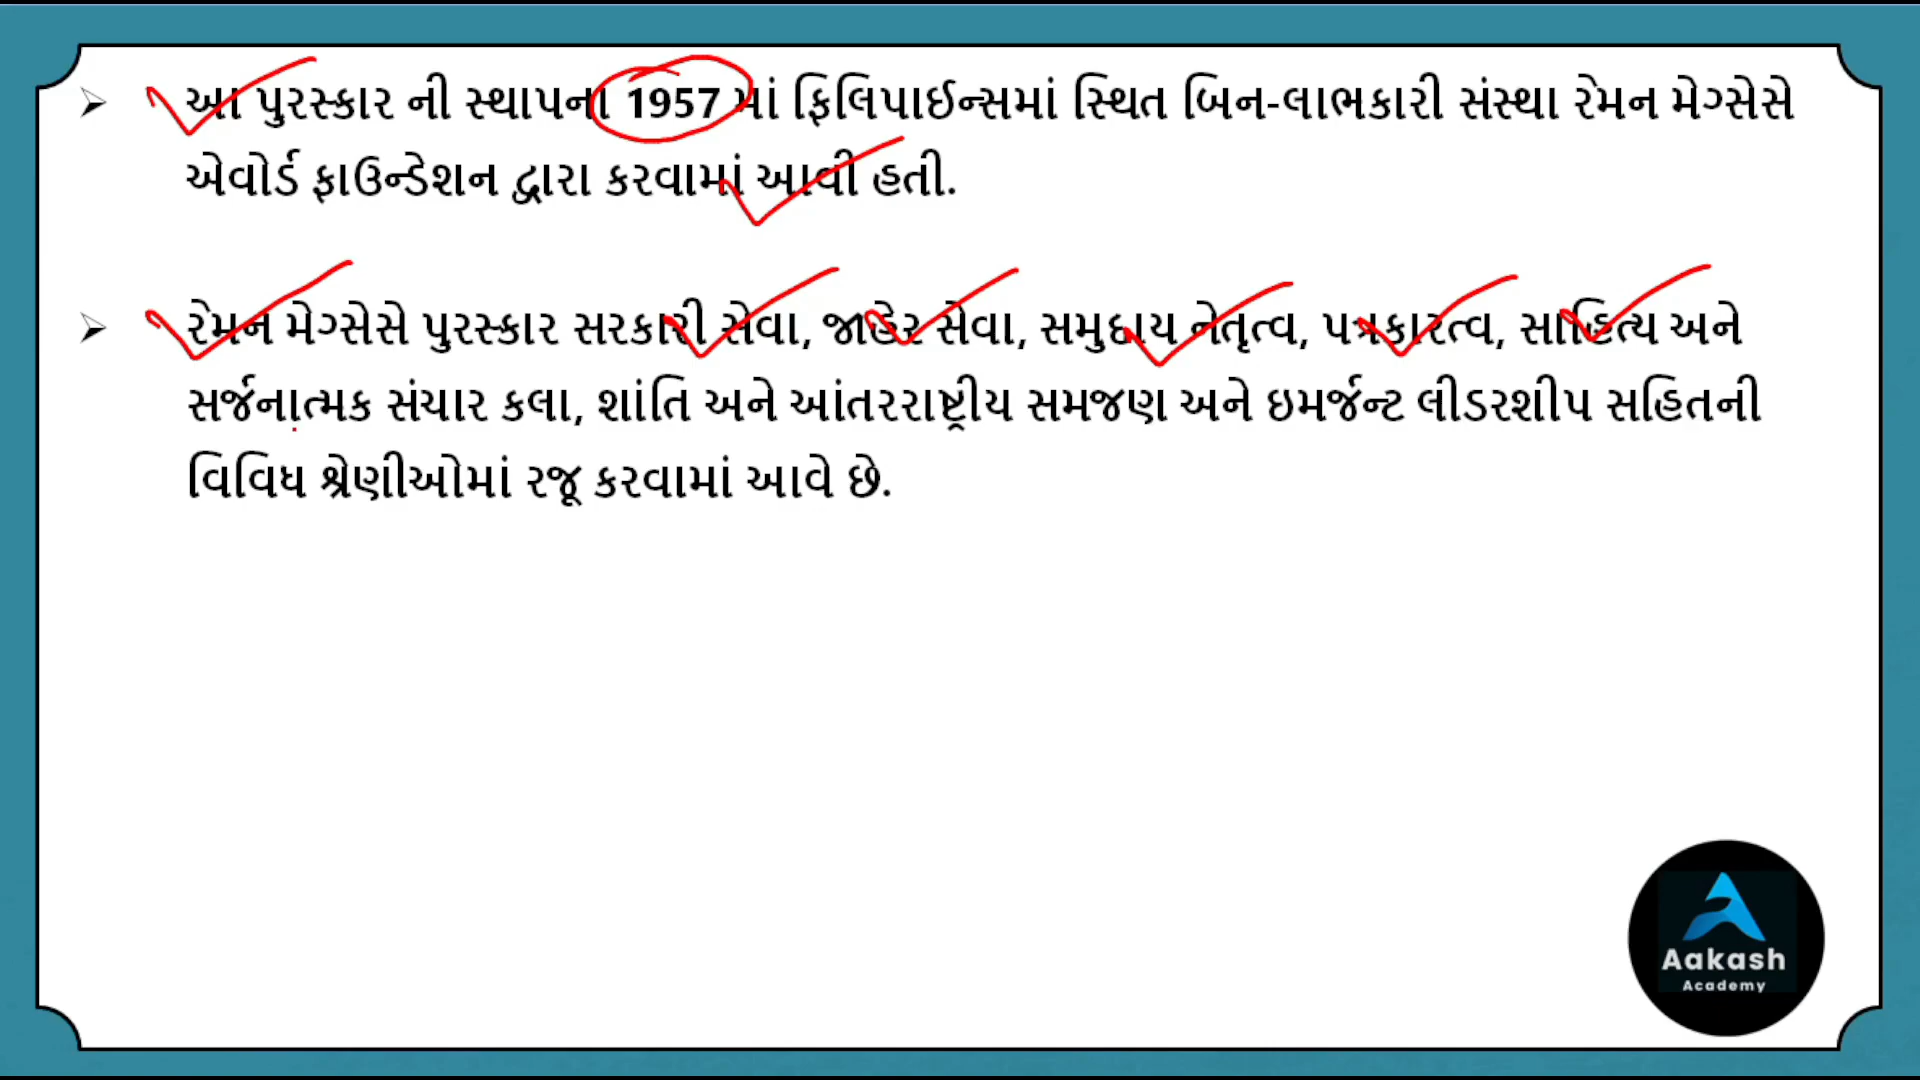 ➢ આ પુરસ્કાર ની સ્થાપના 1957 માં ફિલિપાઈન્સમાં સ્થિત બિન-લાભકારી સંસ્થા રેમન મેગ્સેસે
એવોર્ડ ફાઉન્ડેશન દ્વારા કરવામાં આવી હતી.
➢ રેમન મેગ્સેસે પુરસ્કાર સરકારી સેવા, જાહેર સેવા, સમુદાય નેતૃત્વ, પત્રકારત્વ, સાહિત્ય અને
સર્જનાત્મક સંચાર કલા, શાંતિ અને આંતરરાષ્ટ્રીય સમજણ અને ઇમર્જન્ટ લીડરશીપ સહિતની
વિવિધ શ્રેણીઓમાં રજૂ કરવામાં આવે છે.
Aakash
Academy